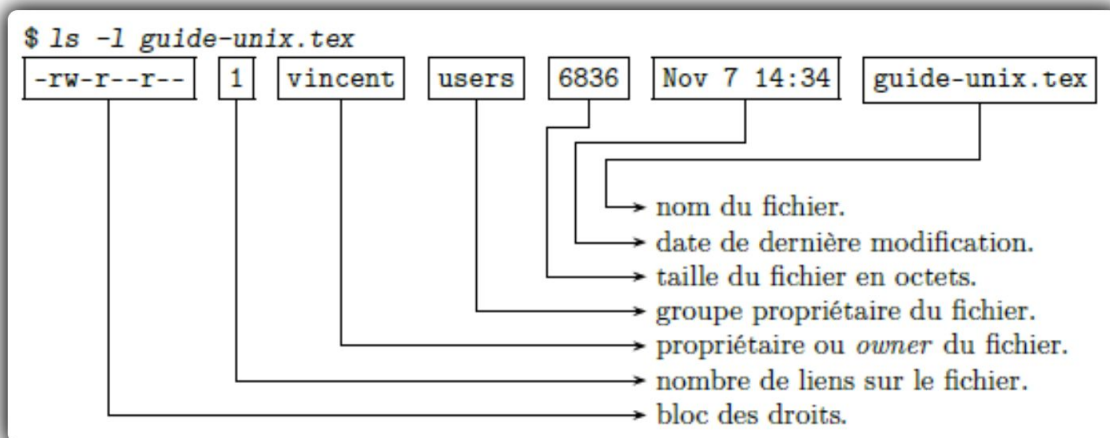 $ ls -l guide-unix.tex
-rw-r--r-- 1 vincent users 6836 Nov 7 14:34 guide-unix.tex
nom du fichier.
date de dernière modification.
taille du fichier en octets.
groupe propriétaire du fichier.
propriétaire ou owner du fichier.
nombre de liens sur le fichier.
bloc des droits.